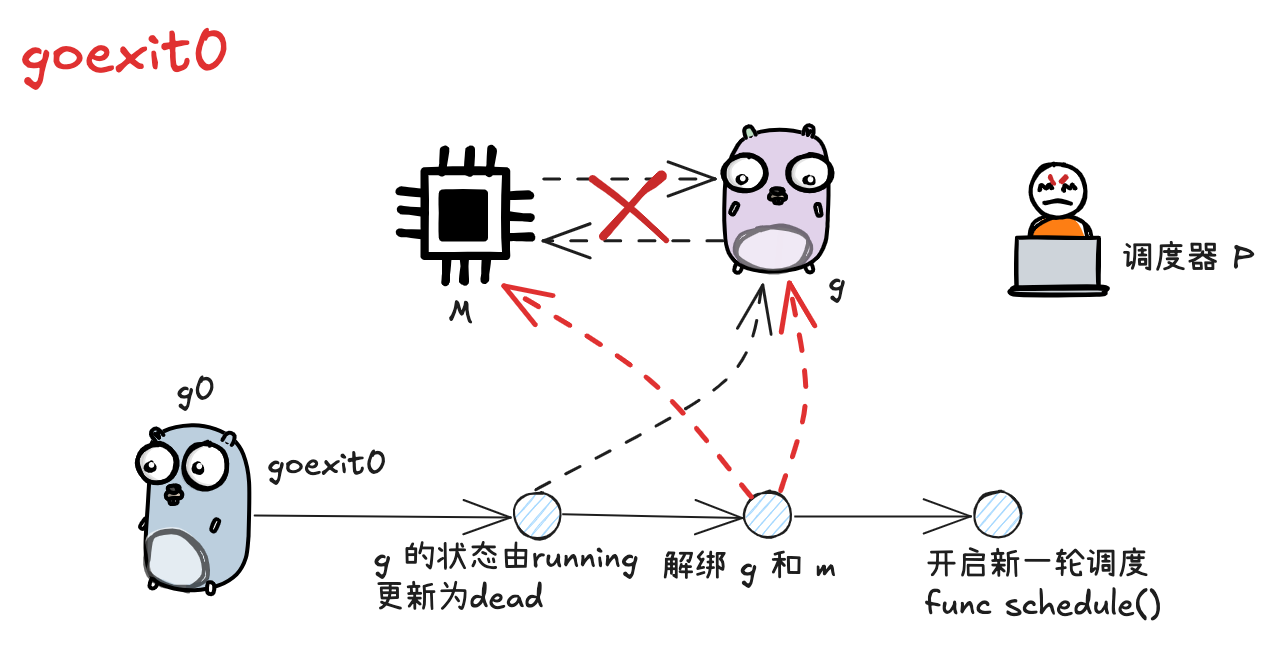 goexit0
M
g
调度器 P
g0
goexit0
g 的状态由running
更新为dead
解绑 g 和 m
开启新一轮调度
func schedule()